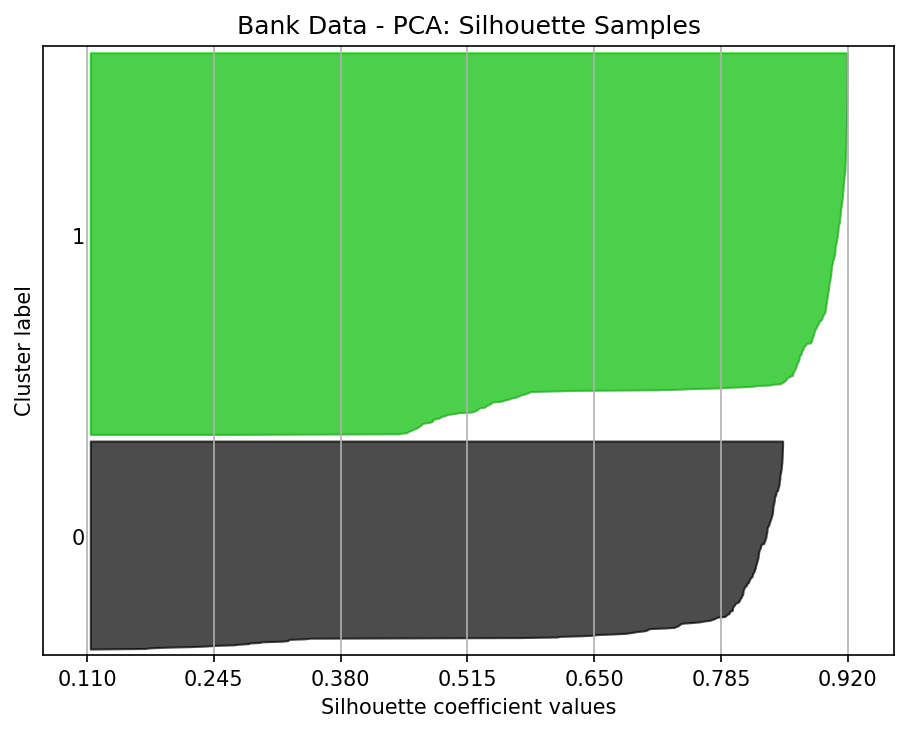 Bank Data - PCA: Silhouette Samples
Cluster label
1
0
0.110 0.245 0.380 0.515 0.650 0.785 0.920
Silhouette coefficient values